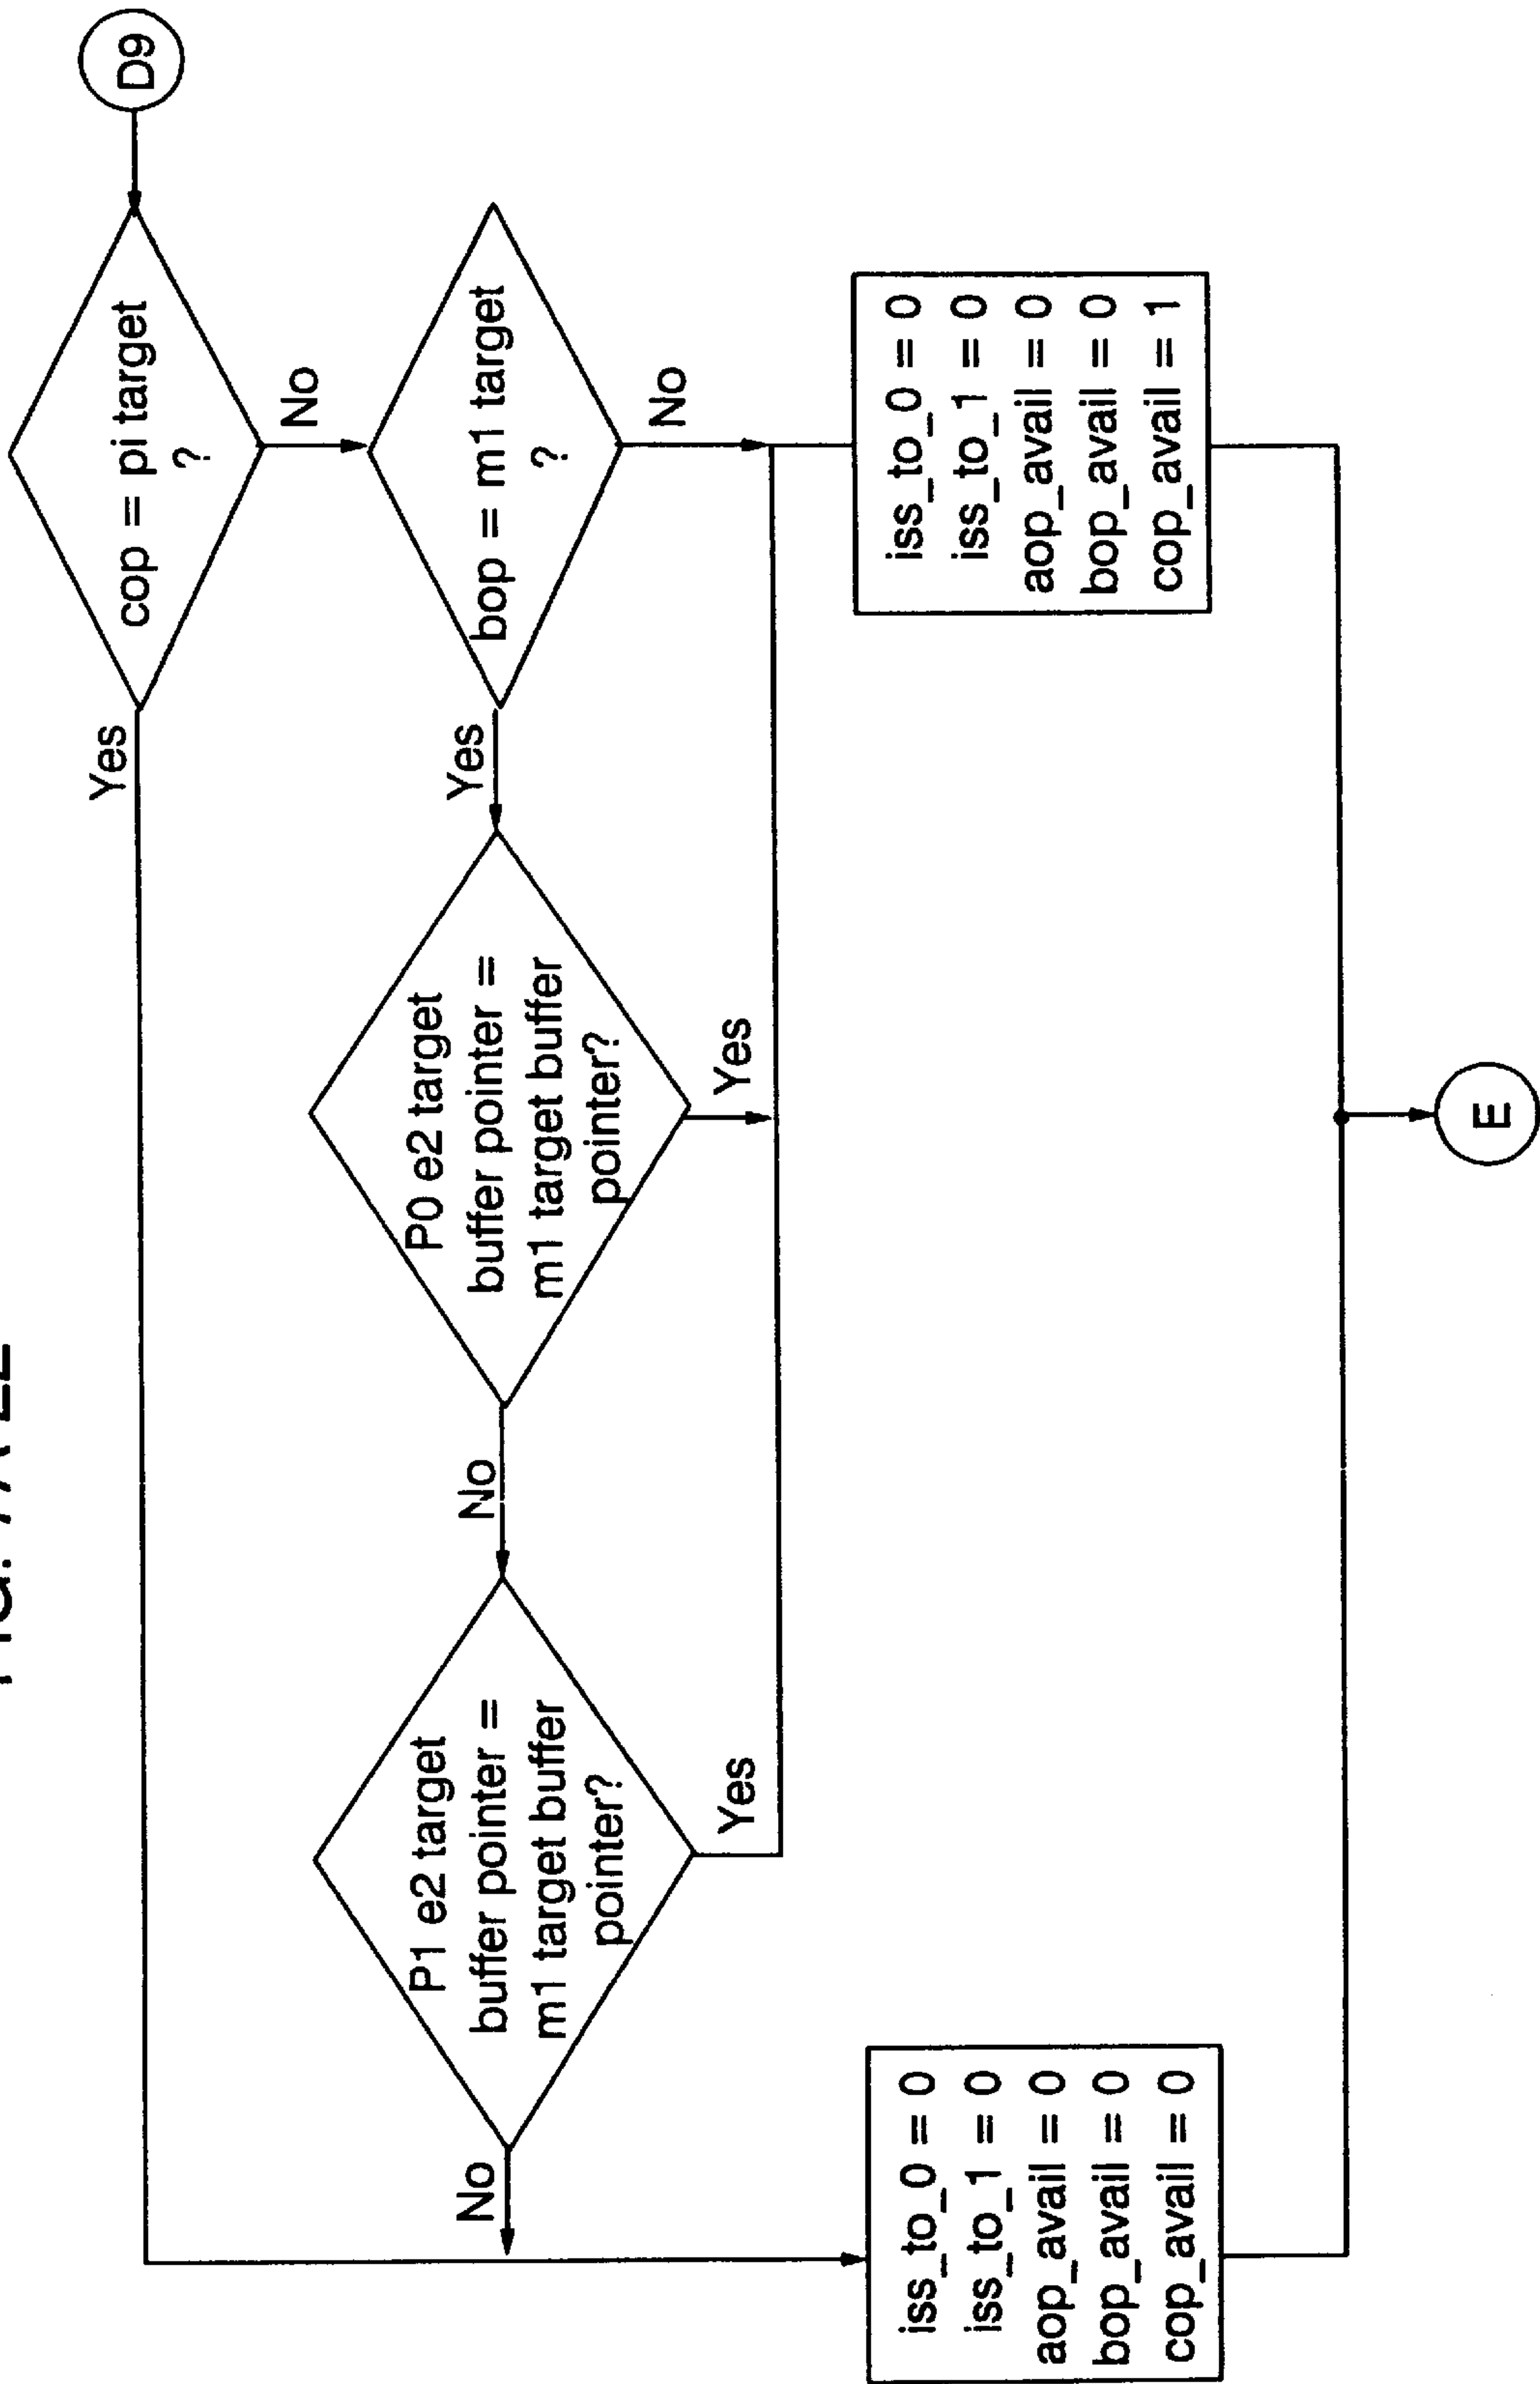 D9
cop = pi target
?
Yes
No
bop = m1 target
?
Yes
No
P0 e2 target
buffer pointer =
m1 target buffer
pointer?
Yes
No
P1 e2 target
buffer pointer =
m1 target buffer
pointer?
Yes
No
iss_to_0 = 0
iss_to_1 = 0
aop_avail = 0
bop_avail = 0
cop_avail = 1
iss_to_0 = 0
iss_to_1 = 0
aop_avail = 0
bop_avail = 0
cop_avail = 0
E